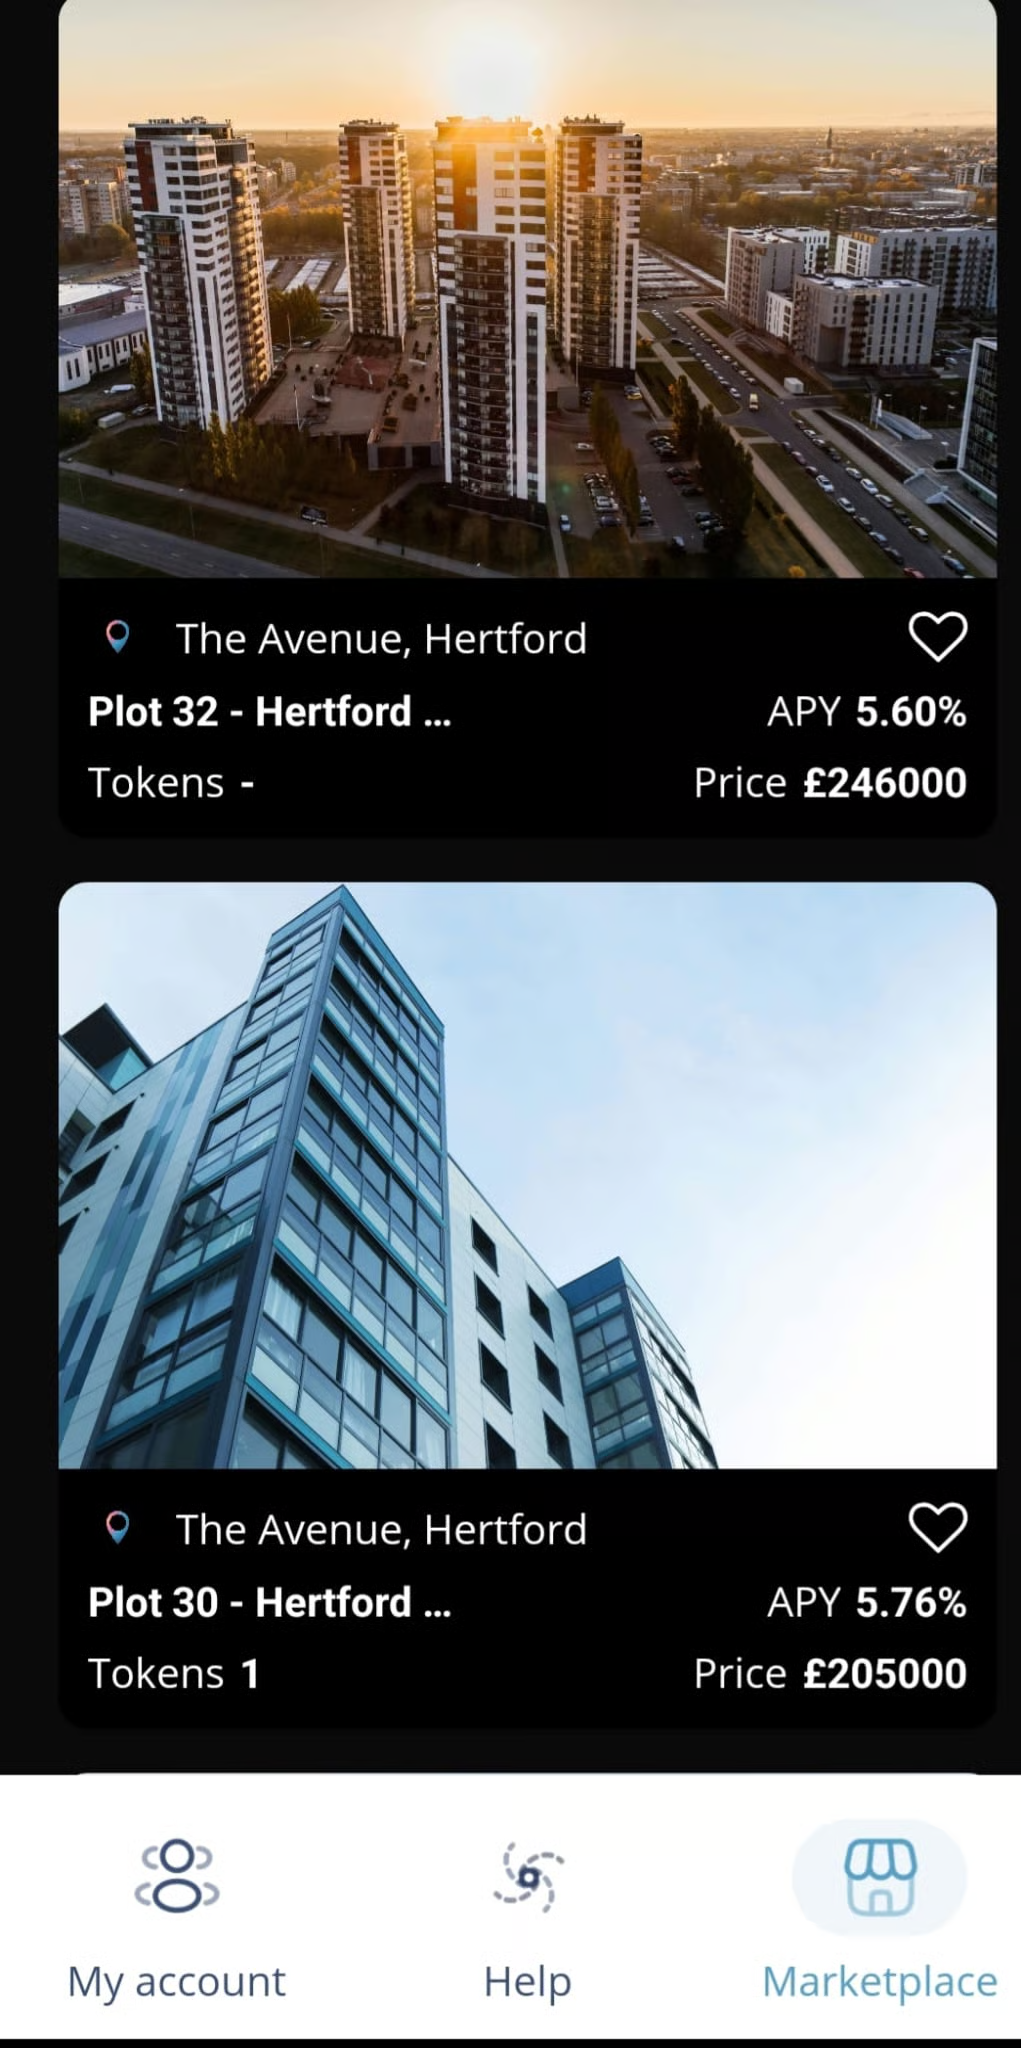 The Avenue, Hertford
Plot 32 - Hertford ... APY 5.60%
Tokens - Price £246000
The Avenue, Hertford
Plot 30 - Hertford ... APY 5.76%
Tokens 1 Price £205000
My account Help Marketplace